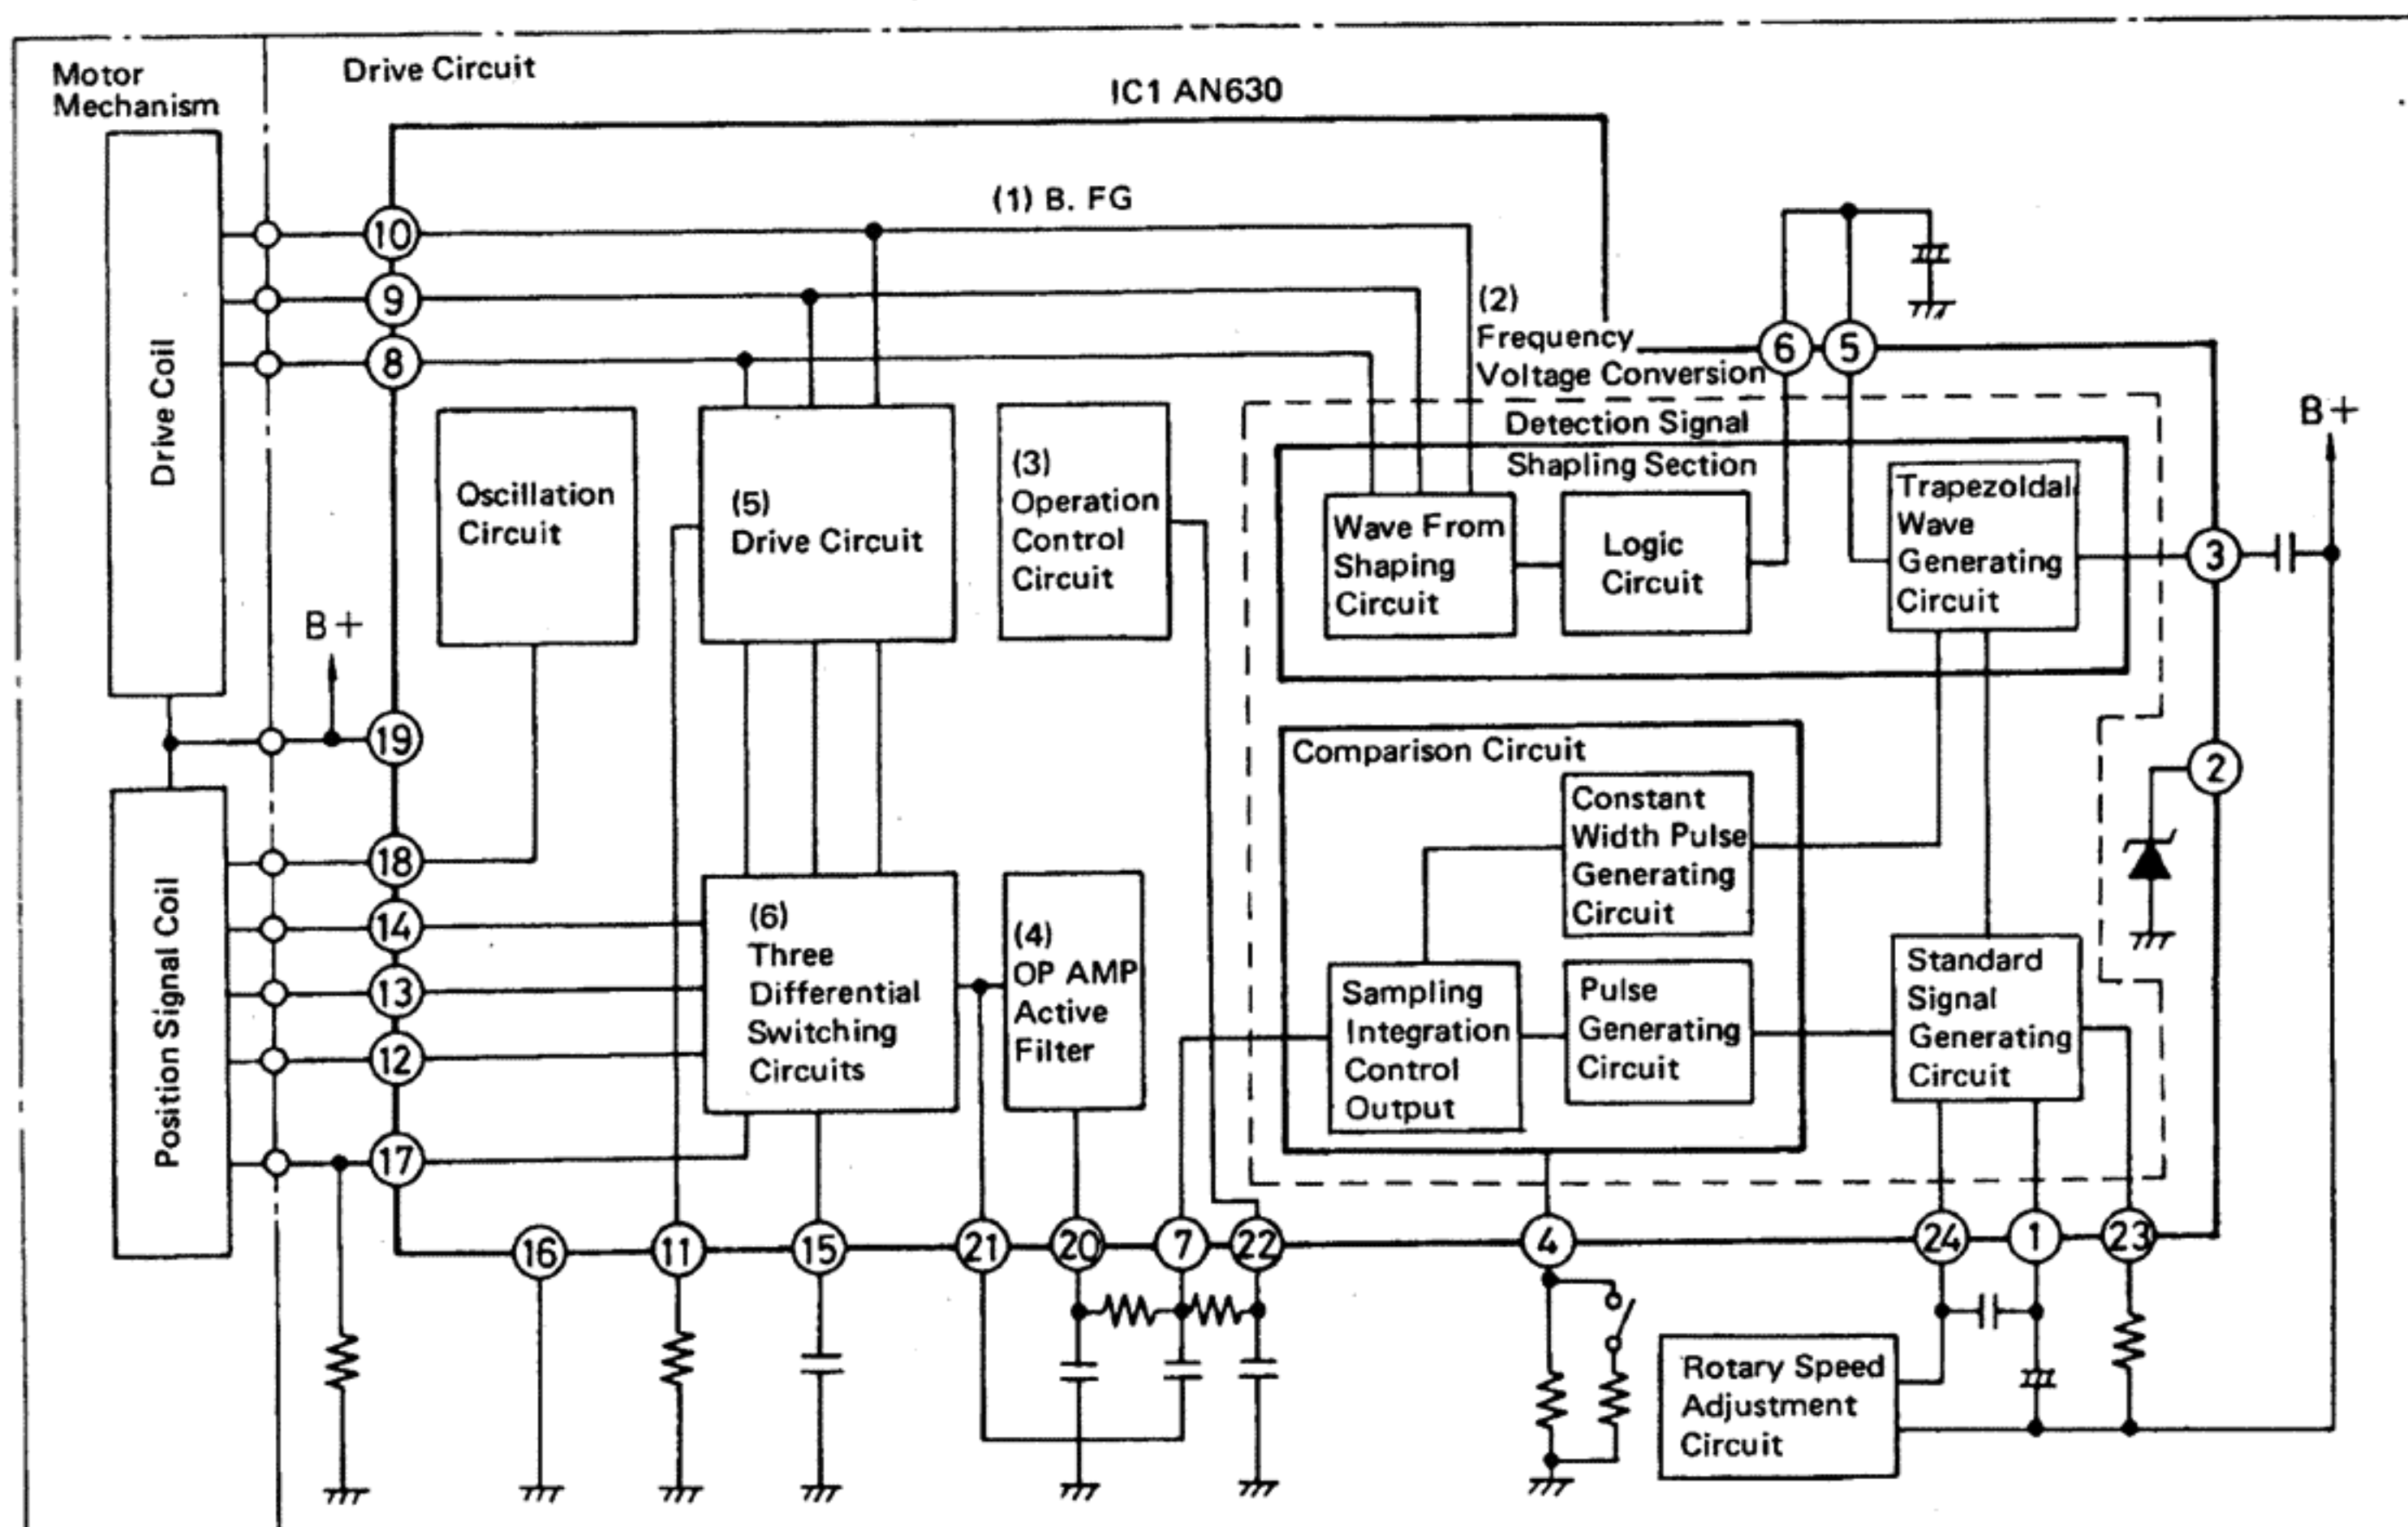 Motor
Mechanism
Drive Circuit
IC1 AN630
(1) B. FG
10
9
8
Drive Coil
(2)
Frequency
Voltage Conversion
6
5
B+
Detection Signal
Shapling Section
Oscillation
Circuit
(5)
Drive Circuit
(3)
Operation
Control
Circuit
Wave From
Shaping
Circuit
Logic
Circuit
Trapezoldal
Wave
Generating
Circuit
3
B+
19
2
Comparison Circuit
Constant
Width Pulse
Generating
Circuit
Position Signal Coil
18
14
13
12
17
(6)
Three
Differential
Switching
Circuits
(4)
OP AMP
Active
Filter
Sampling
Integration
Control
Output
Pulse
Generating
Circuit
Standard
Signal
Generating
Circuit
16
11
15
21
20
7
22
4
24
1
23
Rotary Speed
Adjustment
Circuit